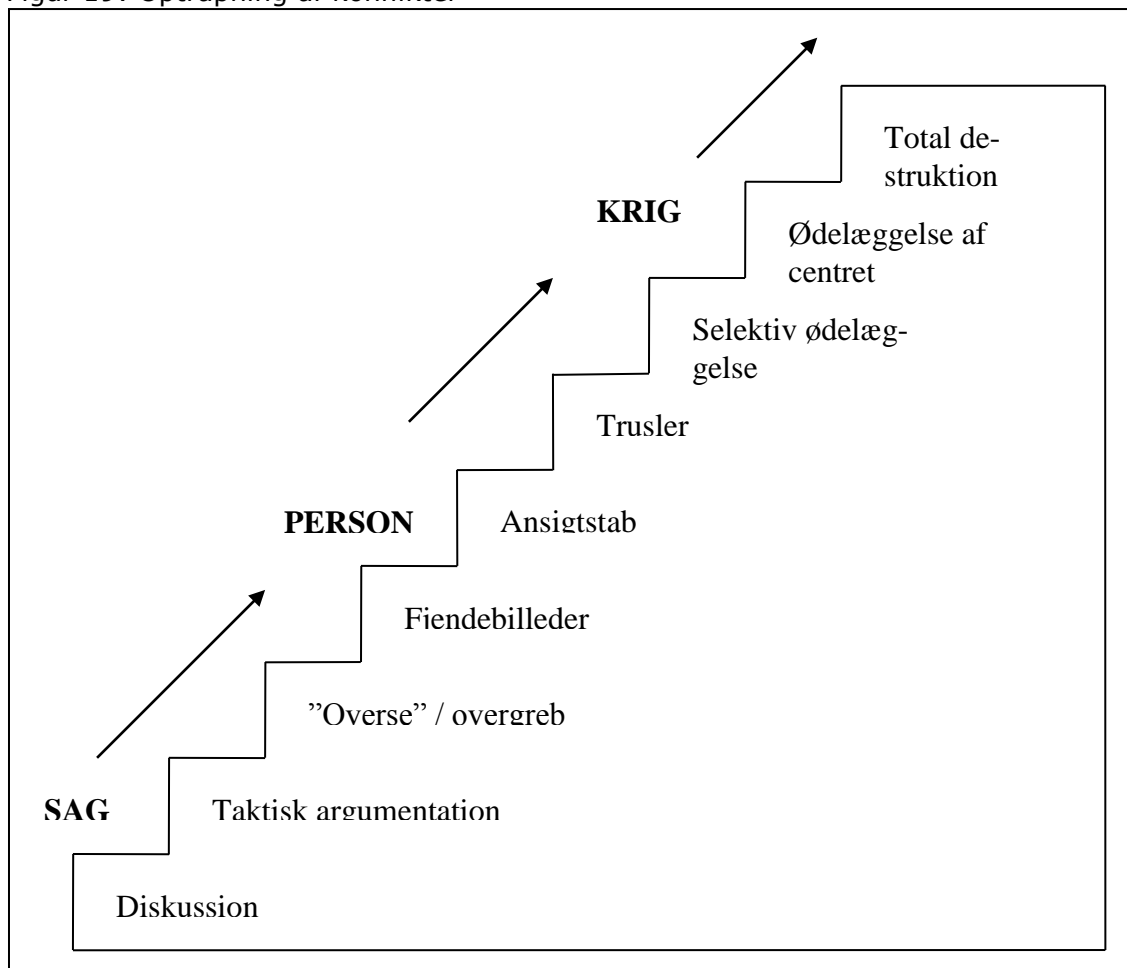 Total de-
struktion
KRIG
Ødelæggelse af
centret
Selektiv ødelæg-
gelse
Trusler
PERSON
Ansigtstab
Fjendebilleder
”Overse” / overgreb
SAG
Taktisk argumentation
Diskussion